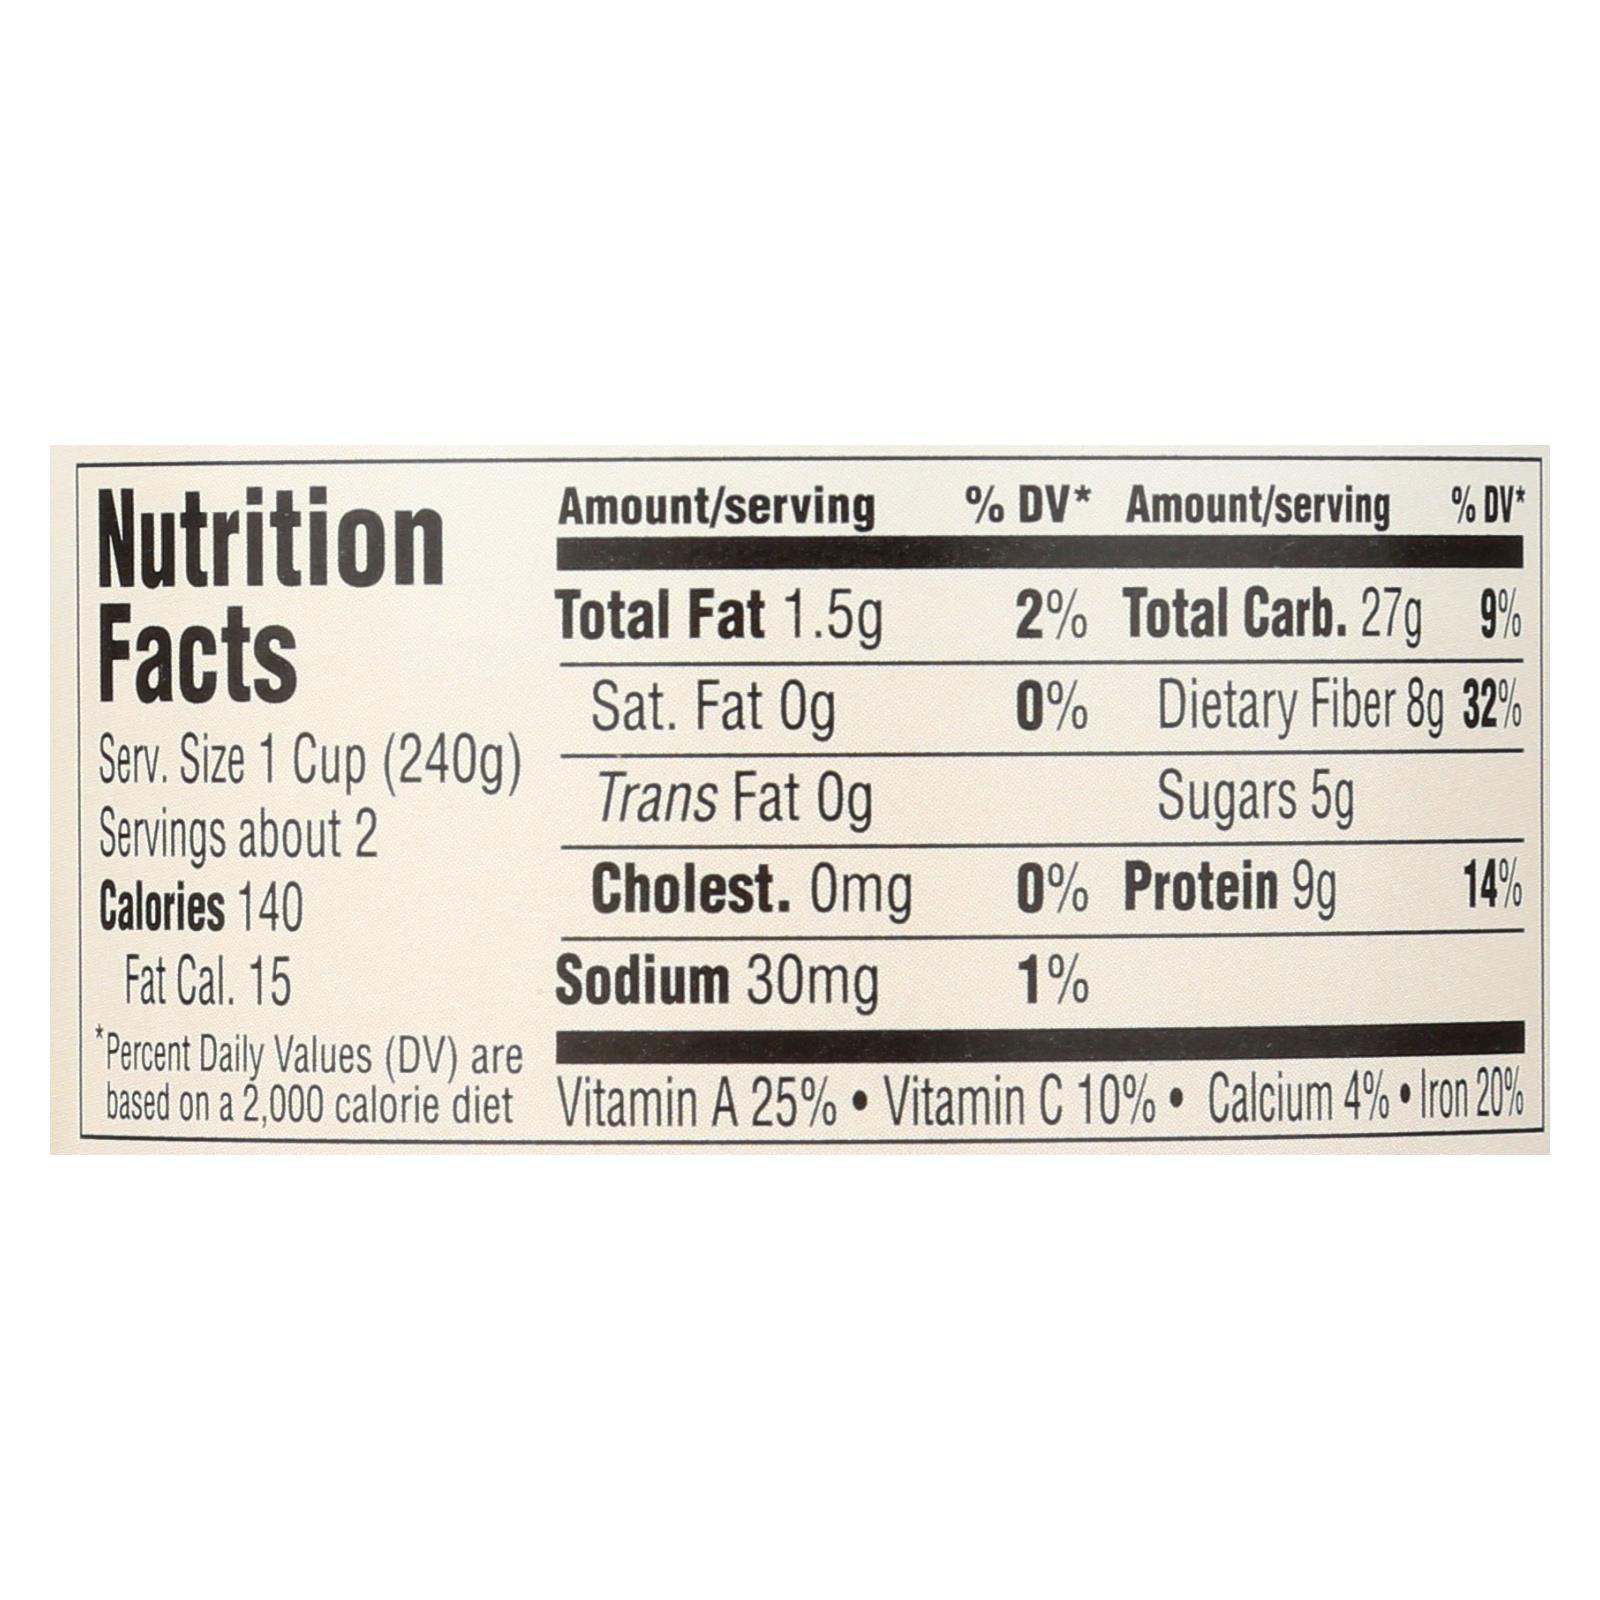 Nutrition
Facts
Serv. Size 1 Cup (240g)
Servings about 2
Calories 140
Fat Cal. 15
*Percent Daily Values (DV) are
based on a 2,000 calorie diet
Amount/serving % DV* Amount/serving % DV*
Total Fat 1.5g 2% Total Carb. 27g 9%
Sat. Fat 0g 0% Dietary Fiber 8g 32%
Trans Fat 0g Sugars 5g
Cholest. 0mg 0% Protein 9g 14%
Sodium 30mg 1%
Vitamin A 25% • Vitamin C 10% • Calcium 4% • Iron 20%